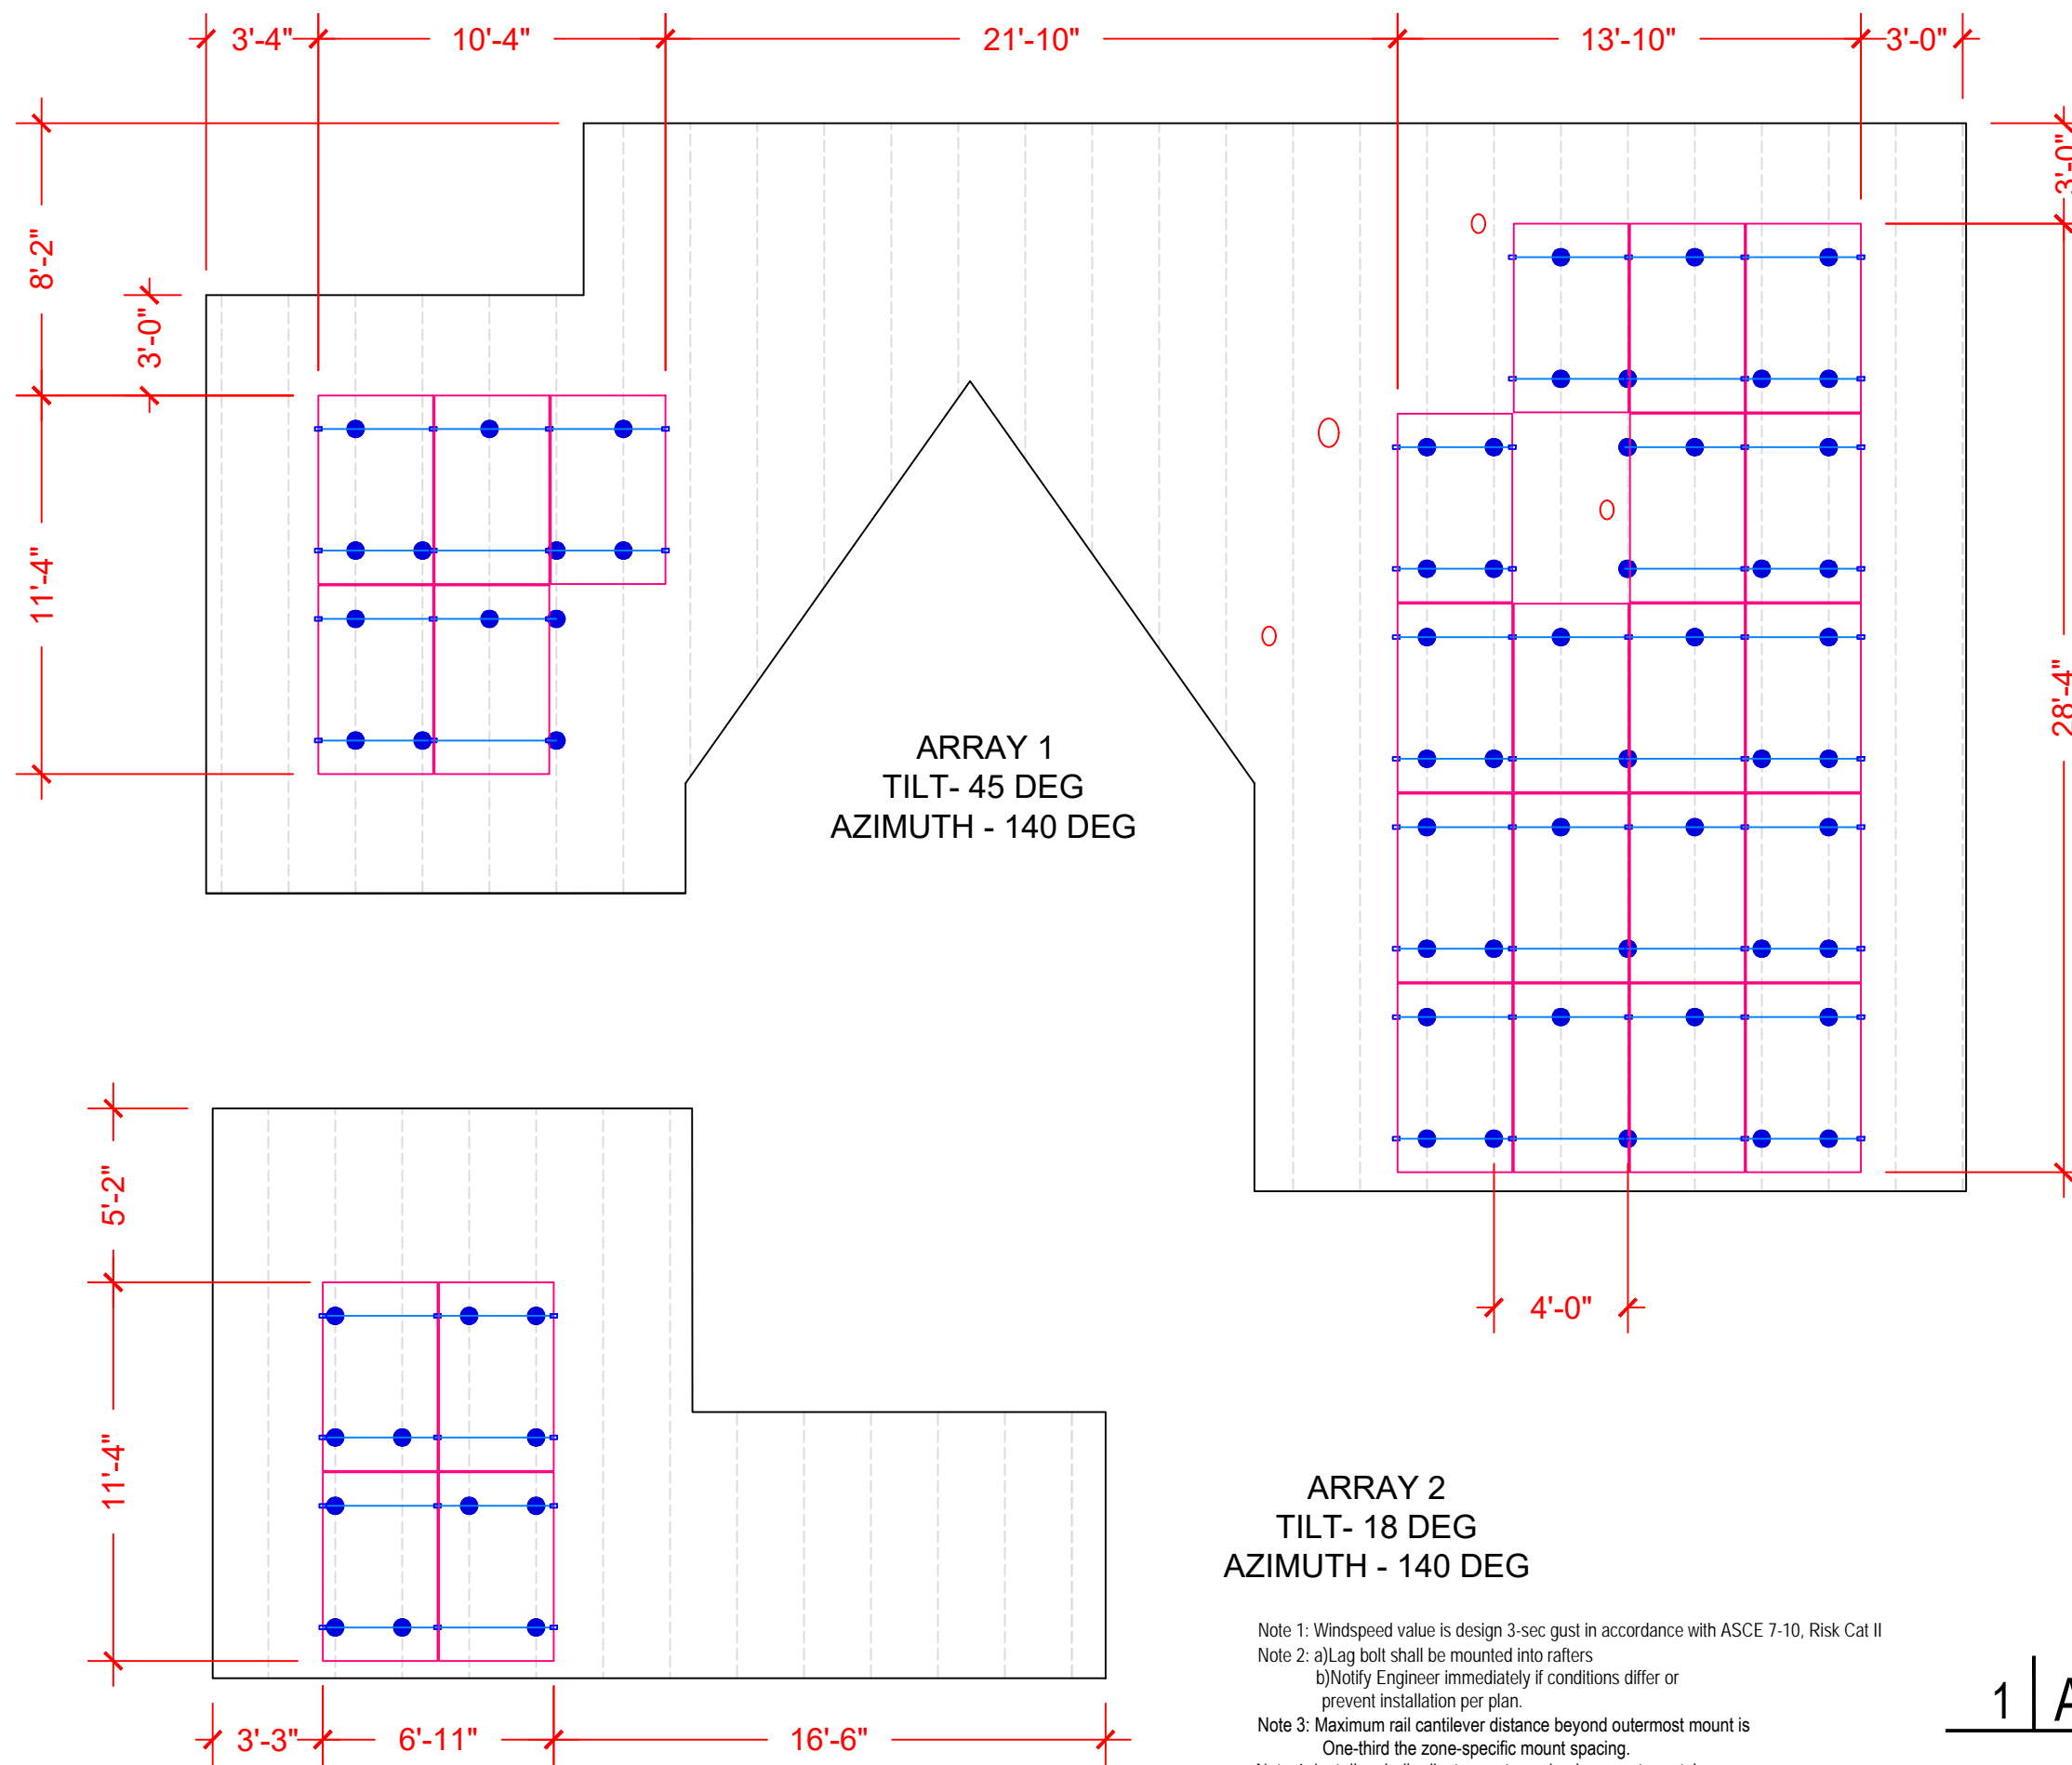 3'-4"
10'-4"
21'-10"
13'-10"
3'-0"
8'-2"
3'-0"
3'-0"
11'-4"
28'-4"
ARRAY 1
TILT- 45 DEG
AZIMUTH - 140 DEG
5'-2"
11'-4"
4'-0"
3'-3"
6'-11"
16'-6"
ARRAY 2
TILT- 18 DEG
AZIMUTH - 140 DEG
Note 1: Windspeed value is design 3-sec gust in accordance with ASCE 7-10, Risk Cat II
Note 2: a)Lag bolt shall be mounted into rafters
b)Notify Engineer immediately if conditions differ or
prevent installation per plan.
Note 3: Maximum rail cantilever distance beyond outermost mount is
One-third the zone-specific mount spacing.
1